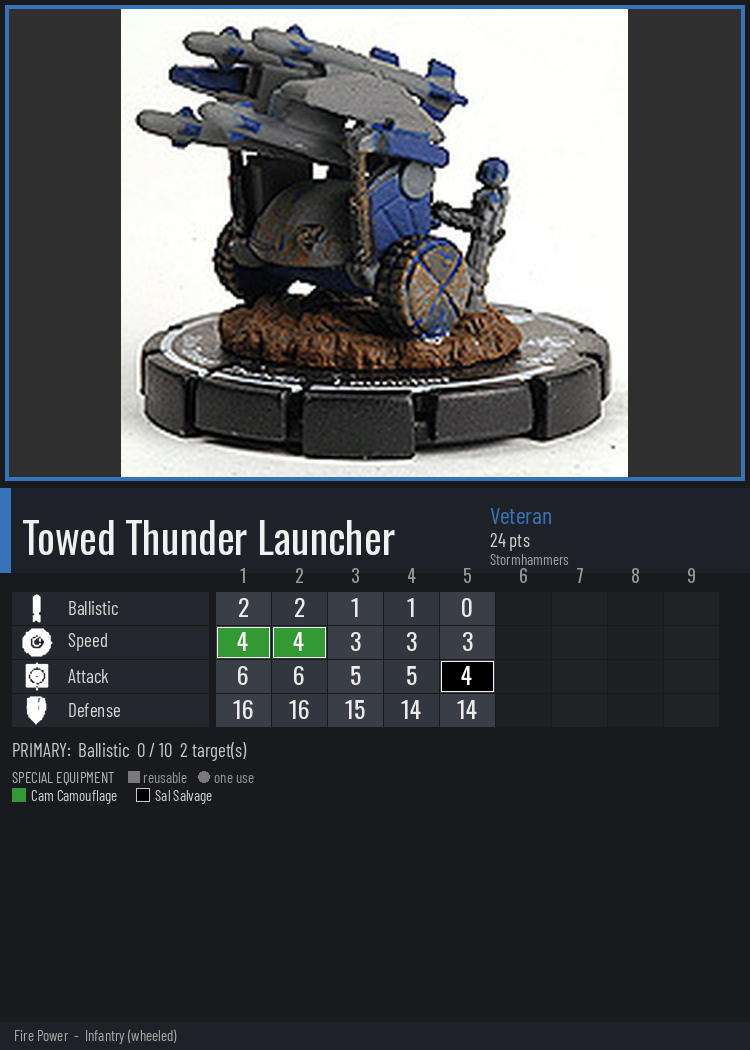 Launcher
Towed Thunder Launcher
Veteran
24 pts
Stormhammers
1 2 3 4 5 6 7 8 9
Ballistic 2 2 1 1 0
Speed 4 4 3 3 3
Attack 6 6 5 5 4
Defense 16 16 15 14 14
PRIMARY: Ballistic 0 / 10 2 target(s)
SPECIAL EQUIPMENT reusable one use
Cam Camouflage Sal Salvage
Fire Power - Infantry (wheeled)